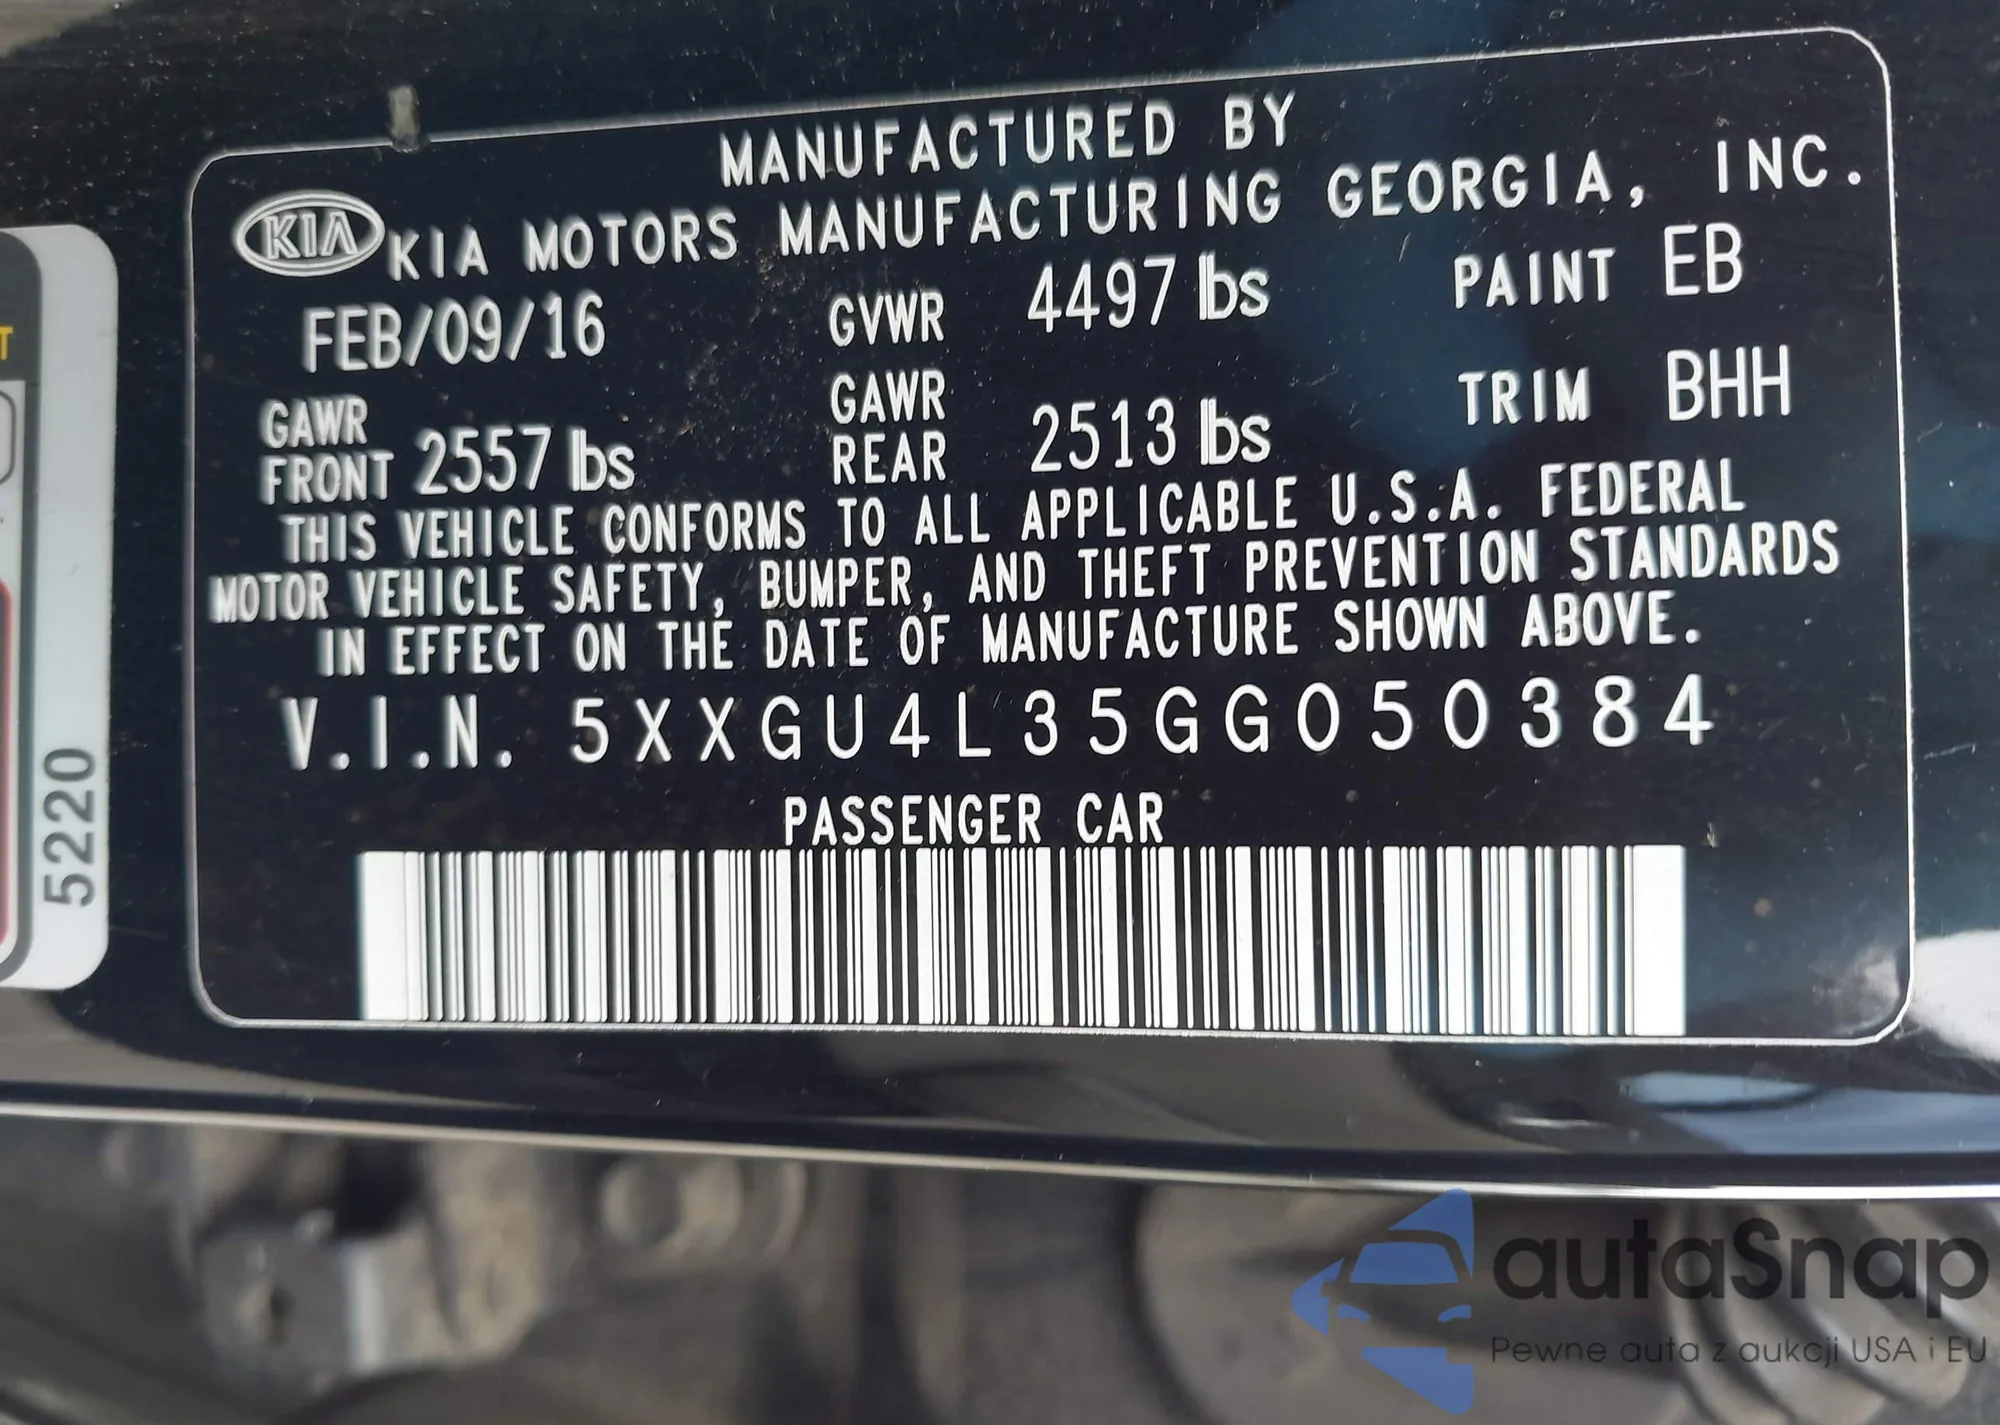 MANUFACTURED BY
KIA KIA MOTORS MANUFACTURING GEORGIA, INC.
FEB/09/16 GVWR 4497 lbs PAINT EB
GAWR FRONT 2557 lbs GAWR REAR 2513 lbs TRIM BHH
THIS VEHICLE CONFORMS TO ALL APPLICABLE U.S.A. FEDERAL
MOTOR VEHICLE SAFETY, BUMPER, AND THEFT PREVENTION STANDARDS
IN EFFECT ON THE DATE OF MANUFACTURE SHOWN ABOVE.
V.I.N. 5XXGU4L35GG050384
PASSENGER CAR
5220
T
autaSnap
Pewne auta z aukcji USA i EU